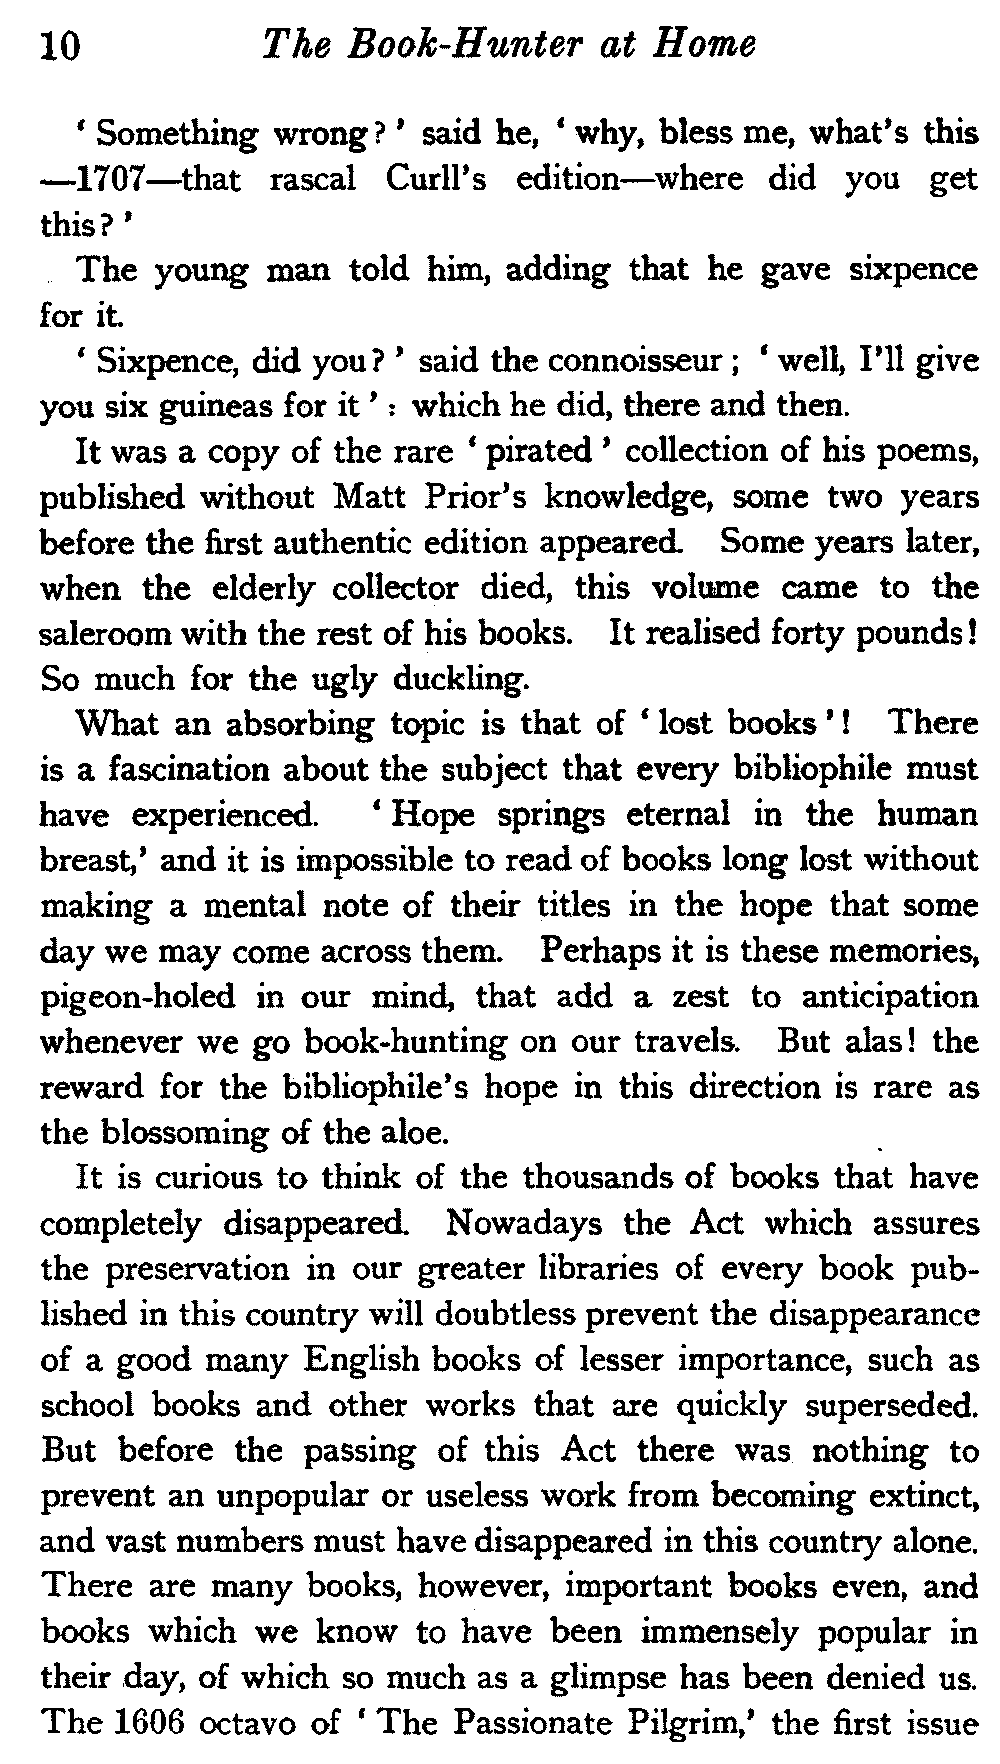 10 The Book-Hunter at Home
‘ Something wrong? ’ said he, ‘ why, bless me, what’s this
—1707—that rascal Curll’s edition—where did you get
this? ’
The young man told him, adding that he gave sixpence
for it.
‘ Sixpence, did you? ’ said the connoisseur ; ‘ well, I’ll give
you six guineas for it ’ : which he did, there and then.
It was a copy of the rare ‘ pirated ’ collection of his poems,
published without Matt Prior’s knowledge, some two years
before the first authentic edition appeared. Some years later,
when the elderly collector died, this volume came to the
saleroom with the rest of his books. It realised forty pounds!
So much for the ugly duckling.
What an absorbing topic is that of ‘ lost books ’! There
is a fascination about the subject that every bibliophile must
have experienced. ‘ Hope springs eternal in the human
breast,’ and it is impossible to read of books long lost without
making a mental note of their titles in the hope that some
day we may come across them. Perhaps it is these memories,
pigeon-holed in our mind, that add a zest to anticipation
whenever we go book-hunting on our travels. But alas! the
reward for the bibliophile’s hope in this direction is rare as
the blossoming of the aloe.
It is curious to think of the thousands of books that have
completely disappeared. Nowadays the Act which assures
the preservation in our greater libraries of every book pub-
lished in this country will doubtless prevent the disappearance
of a good many English books of lesser importance, such as
school books and other works that are quickly superseded.
But before the passing of this Act there was nothing to
prevent an unpopular or useless work from becoming extinct,
and vast numbers must have disappeared in this country alone.
There are many books, however, important books even, and
books which we know to have been immensely popular in
their day, of which so much as a glimpse has been denied us.
The 1606 octavo of ‘ The Passionate Pilgrim,’ the first issue